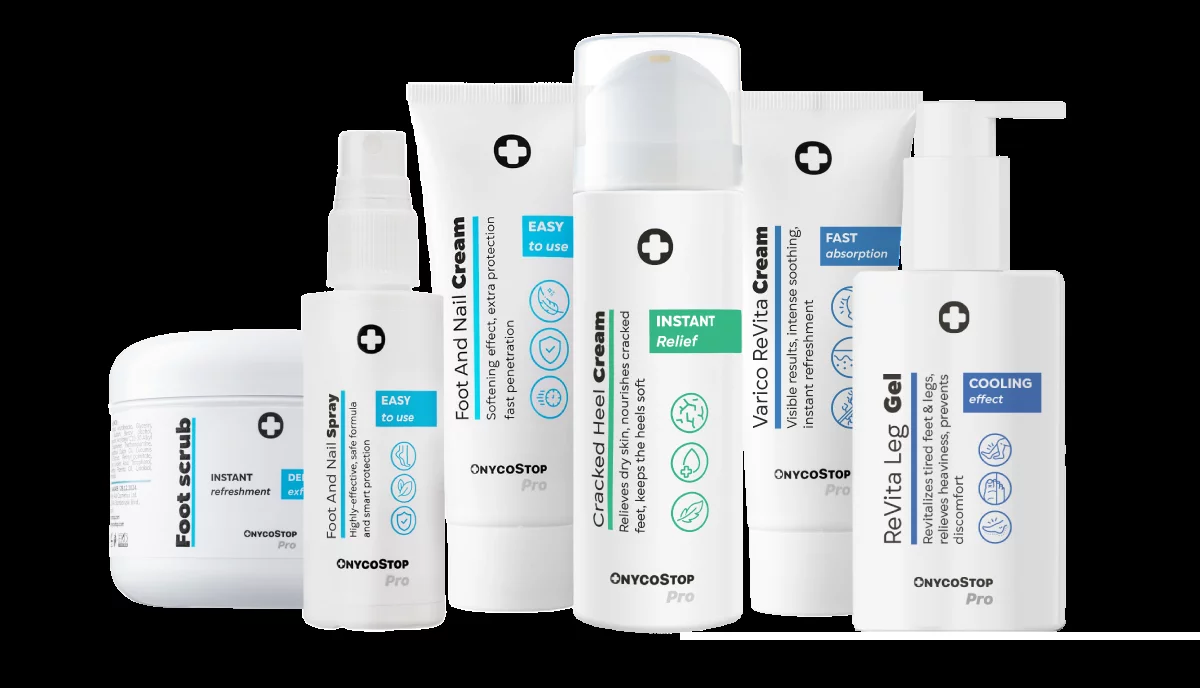 Foot scrub
INSTANT
refreshment
ONYCOSTOP
Pro
Foot And Nail Spray
Highly-effective, safe formula
and smart protection
EASY
to use
ONYCOSTOP
Pro
Foot And Nail Cream
Softening effect, extra protection
fast penetration
EASY
to use
ONYCOSTOP
Pro
Cracked Heel Cream
Relieves dry skin, nourishes cracked
feet, keeps the heels soft
INSTANT
Relief
ONYCOSTOP
Pro
Varico ReVita Cream
Visible results, intense soothing,
instant refreshment
FAST
absorption
ONYCOSTOP
Pro
ReVita Leg Gel
Revitalizes tired feet & legs,
relieves heaviness, prevents
discomfort
COOLING
effect
ONYCOSTOP
Pro